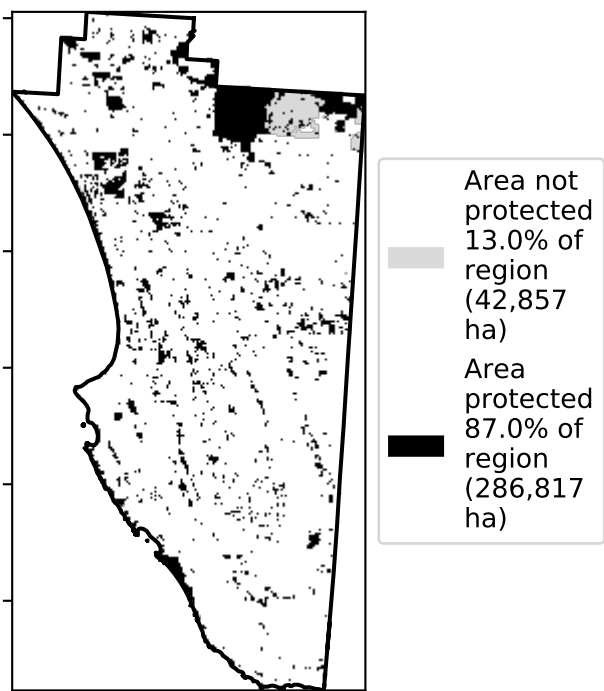 Area not
protected
13.0% of
region
(42,857
ha)
Area
protected
87.0% of
region
(286,817
ha)